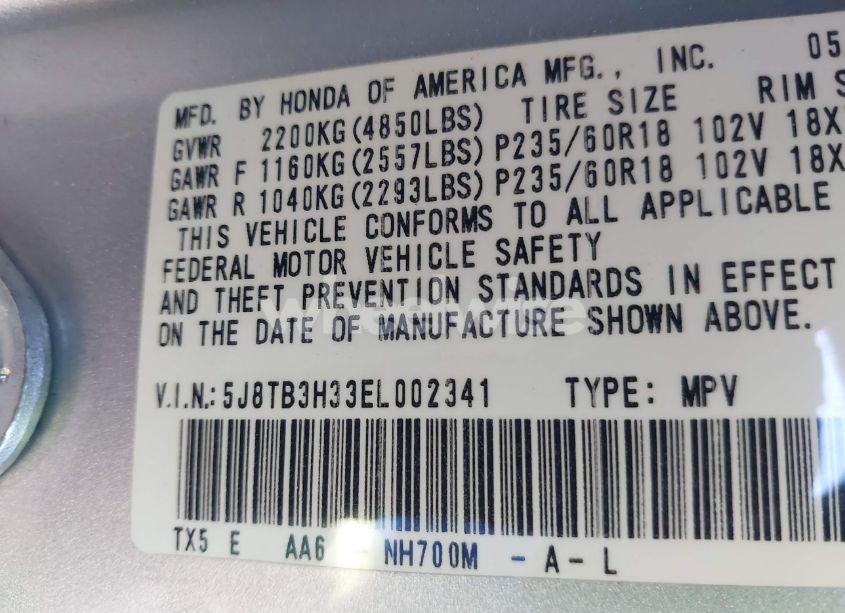 MFD. BY HONDA OF AMERICA MFG., INC. 05
GVWR 2200KG(4850LBS) TIRE SIZE RIM S
GAWR F 1160KG(2557LBS) P235/60R18 102V 18X
GAWR R 1040KG(2293LBS) P235/60R18 102V 18X
THIS VEHICLE CONFORMS TO ALL APPLICABLE
FEDERAL MOTOR VEHICLE SAFETY
AND THEFT PREVENTION STANDARDS IN EFFECT
ON THE DATE OF MANUFACTURE SHOWN ABOVE.
V.I.N.: 5J8TB3H33EL002341 TYPE: MPV
TX5 E AA6 - NH700M - A - L